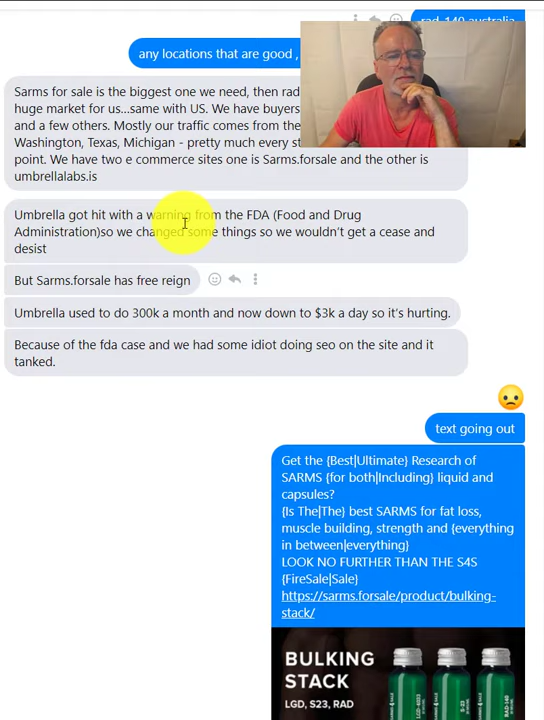 rad-140 australia
any locations that are good ,
Sarms for sale is the biggest one we need, then rad
huge market for us...same with US. We have buyers
and a few others. Mostly our traffic comes from the
Washington, Texas, Michigan - pretty much every st
point. We have two e commerce sites one is Sarms.forsale and the other is
umbrellalabs.is
Umbrella got hit with a warning from the FDA (Food and Drug
Administration)so we changed some things so we wouldn't get a cease and
desist
But Sarms.forsale has free reign
Umbrella used to do 300k a month and now down to $3k a day so it's hurting.
Because of the fda case and we had some idiot doing seo on the site and it
tanked.
text going out
Get the {Best|Ultimate} Research of
SARMS {for both|Including} liquid and
capsules?
{Is The|The} best SARMS for fat loss,
muscle building, strength and {everything
in between|everything}
LOOK NO FURTHER THAN THE S4S
{FireSale|Sale}
https://sarms.forsale/product/bulking-
stack/
BULKING
STACK
LGD, S23, RAD
LGD-4033
S-23
RAD-140